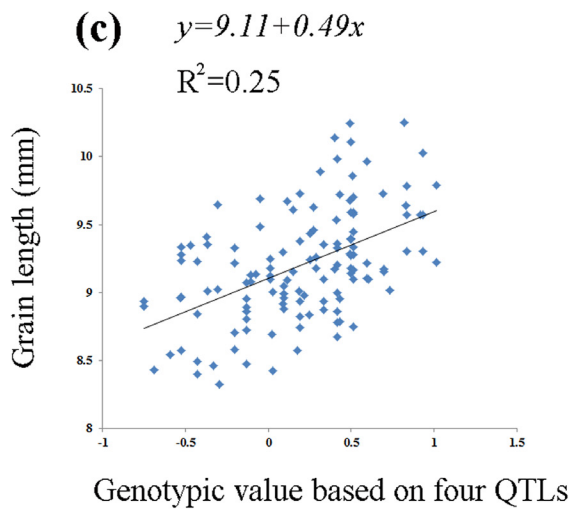 (c) y=9.11+0.49x
R²=0.25
Grain length (mm)
10.5
10
9.5
9
8.5
8
-1 -0.5 0 0.5 1 1.5
Genotypic value based on four QTLs